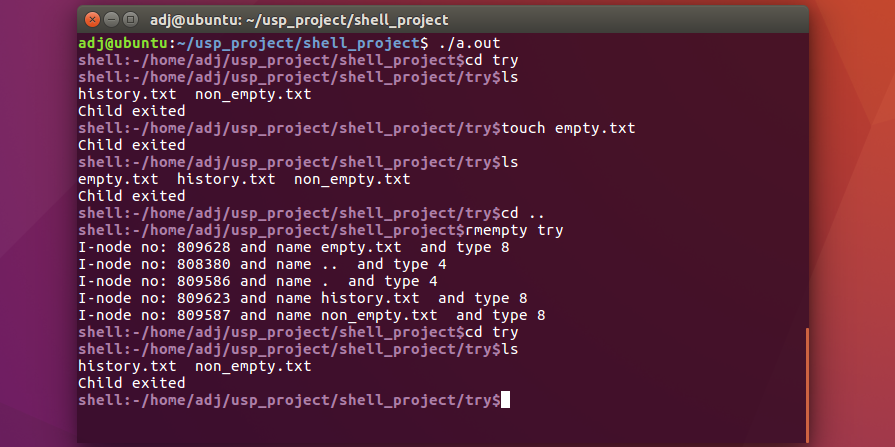 adj@ubuntu: ~/usp_project/shell_project
adj@ubuntu:~/usp_project/shell_project$ ./a.out
shell:-/home/adj/usp_project/shell_project$cd try
shell:-/home/adj/usp_project/shell_project/try$ls
history.txt  non_empty.txt
Child exited
shell:-/home/adj/usp_project/shell_project/try$touch empty.txt
Child exited
shell:-/home/adj/usp_project/shell_project/try$ls
empty.txt  history.txt  non_empty.txt
Child exited
shell:-/home/adj/usp_project/shell_project/try$cd ..
shell:-/home/adj/usp_project/shell_project$rmempty try
I-node no: 809628 and name empty.txt  and type 8
I-node no: 808380 and name ..  and type 4
I-node no: 809586 and name .  and type 4
I-node no: 809623 and name history.txt  and type 8
I-node no: 809587 and name non_empty.txt  and type 8
shell:-/home/adj/usp_project/shell_project$cd try
shell:-/home/adj/usp_project/shell_project/try$ls
history.txt  non_empty.txt
Child exited
shell:-/home/adj/usp_project/shell_project/try$